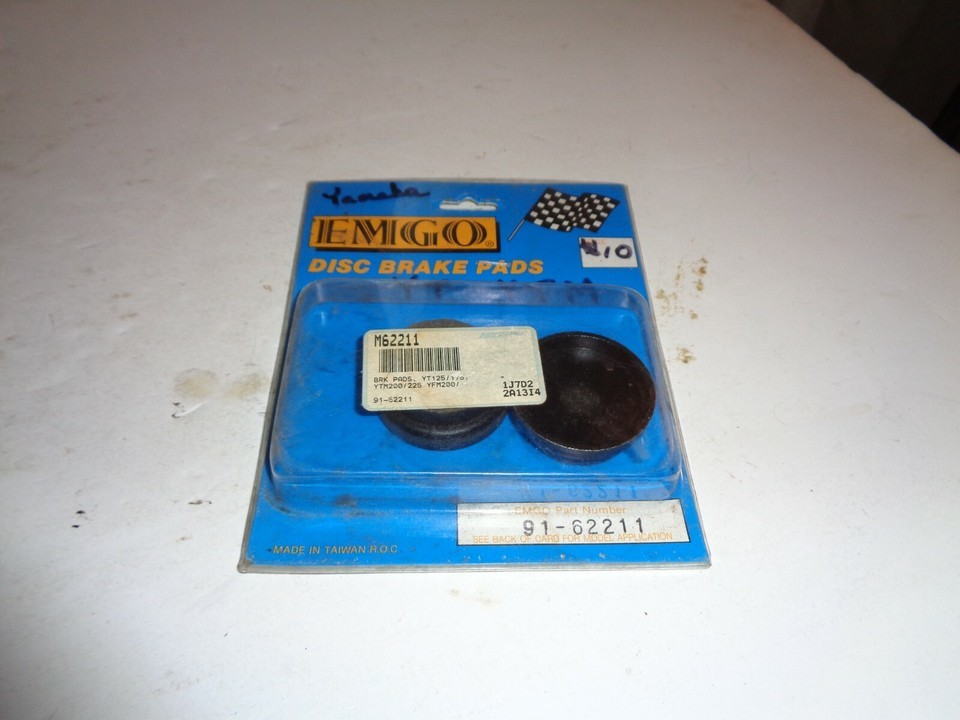 Yamaha
EMGO®
DISC BRAKE PADS
M62211
BRK PADS, YT125/175,
YTM200/225 YFM200/
91-62211
1J7D2
2A13I4
EMGO Part Number
91-62211
SEE BACK OF CARD FOR MODEL APPLICATION
MADE IN TAIWAN R.O.C.